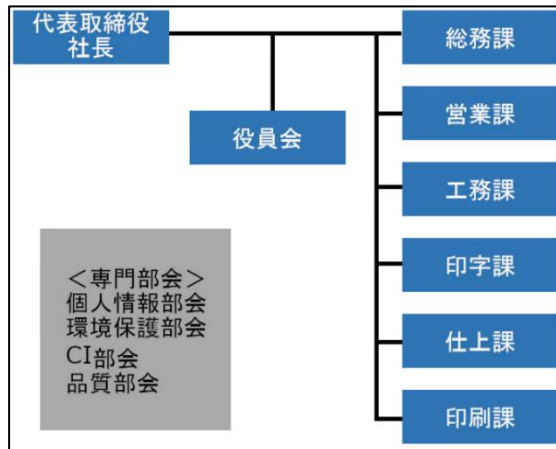 代表取締役
社長
役員会
総務課
営業課
工務課
印字課
仕上課
印刷課
＜専門部会＞
個人情報部会
環境保護部会
CI部会
品質部会